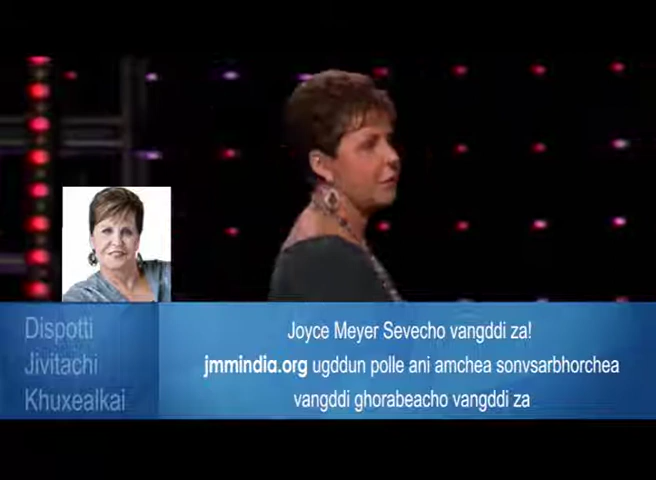 Dispotti
Jivitachi
Khuxealkai
Joyce Meyer Sevecho vangddi za!
jmmindia.org ugddun polle ani amchea sonvsarbhorchea
vangddi ghorabeacho vangddi za